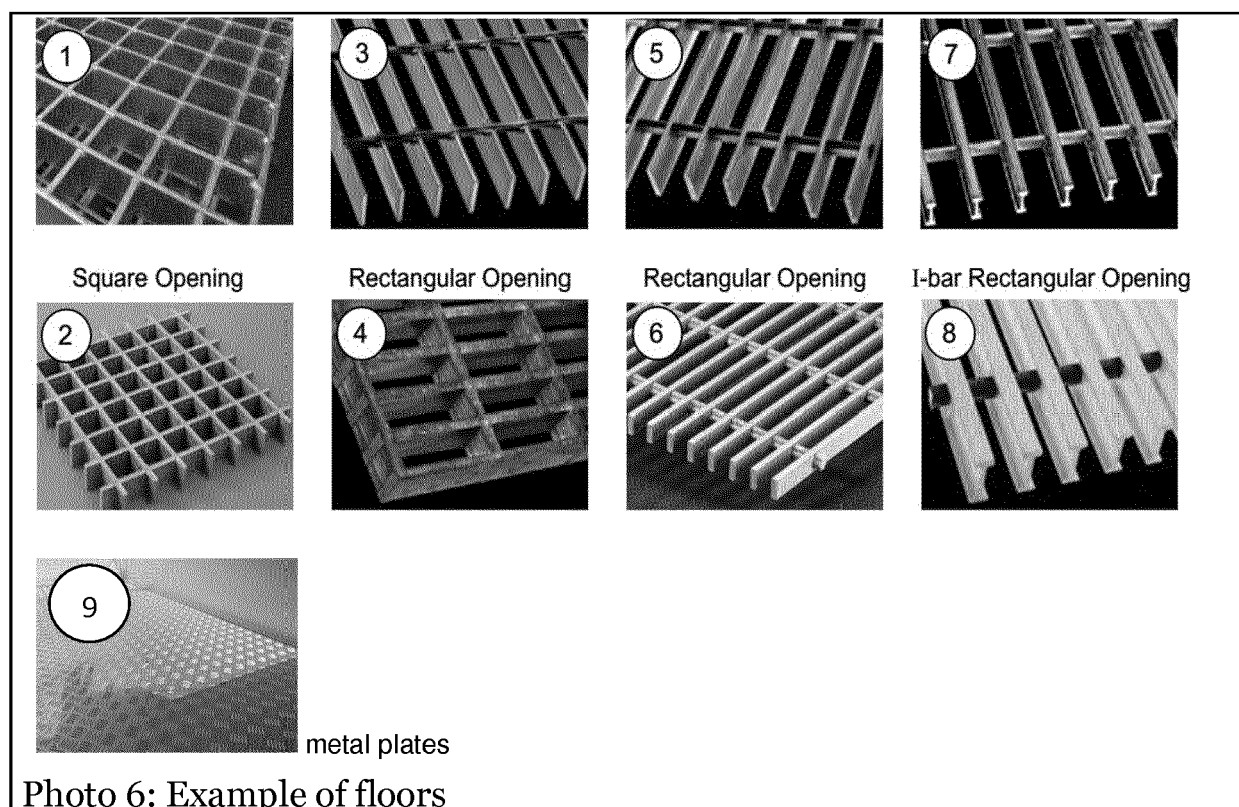 1 3 5 7
Square Opening Rectangular Opening Rectangular Opening I-bar Rectangular Opening
2 4 6 8
9
metal plates
Photo 6: Example of floors